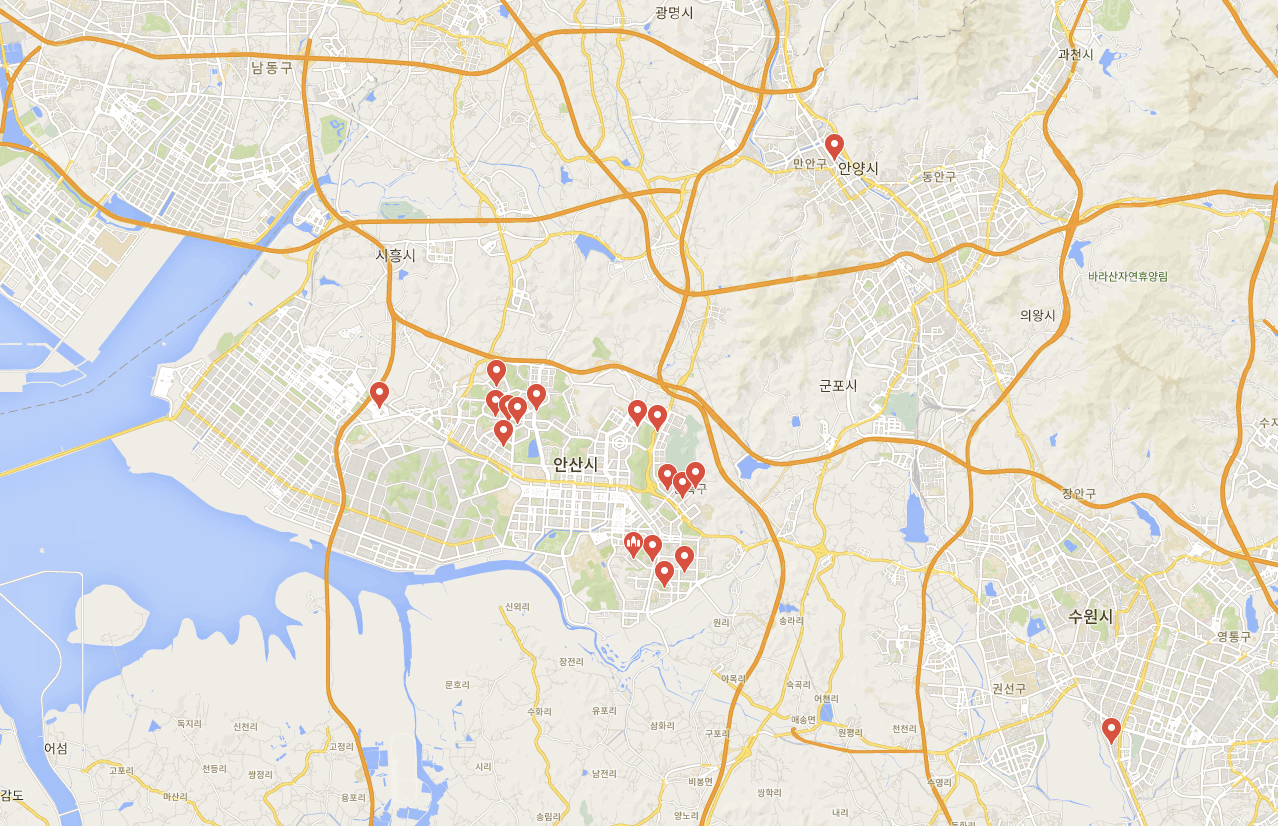 광명시
과천시
남동구
만안구
안양시
동안구
시흥시
바라산자연휴양림
의왕시
군포시
수지
안산시
장안구
신외리
수원시
원리
송라리
영통구
장전리
야목리
문호리
숙곡리
권선구
어천리
수화리
유포리
매송면
독지리
신천리
삼화리
구포리
원평리
천천리
어섬
고정리
시리
고포리
천등리
쌍정리
남전리
비봉면
수영리
감도
마산리
용포리
쌍학리
송림리
양노리
내리